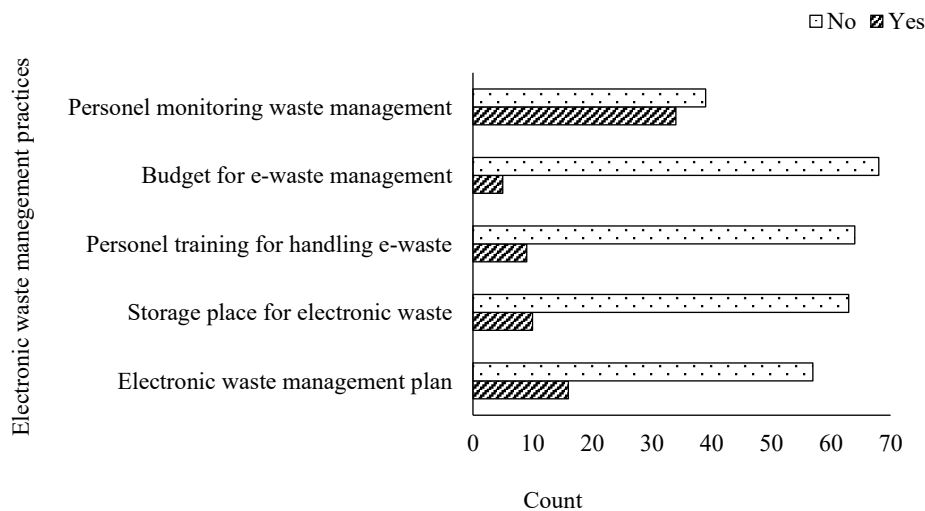 No Yes
Electronic waste manegement practices
Personel monitoring waste management
Budget for e-waste management
Personel training for handling e-waste
Storage place for electronic waste
Electronic waste management plan
0 10 20 30 40 50 60 70
Count